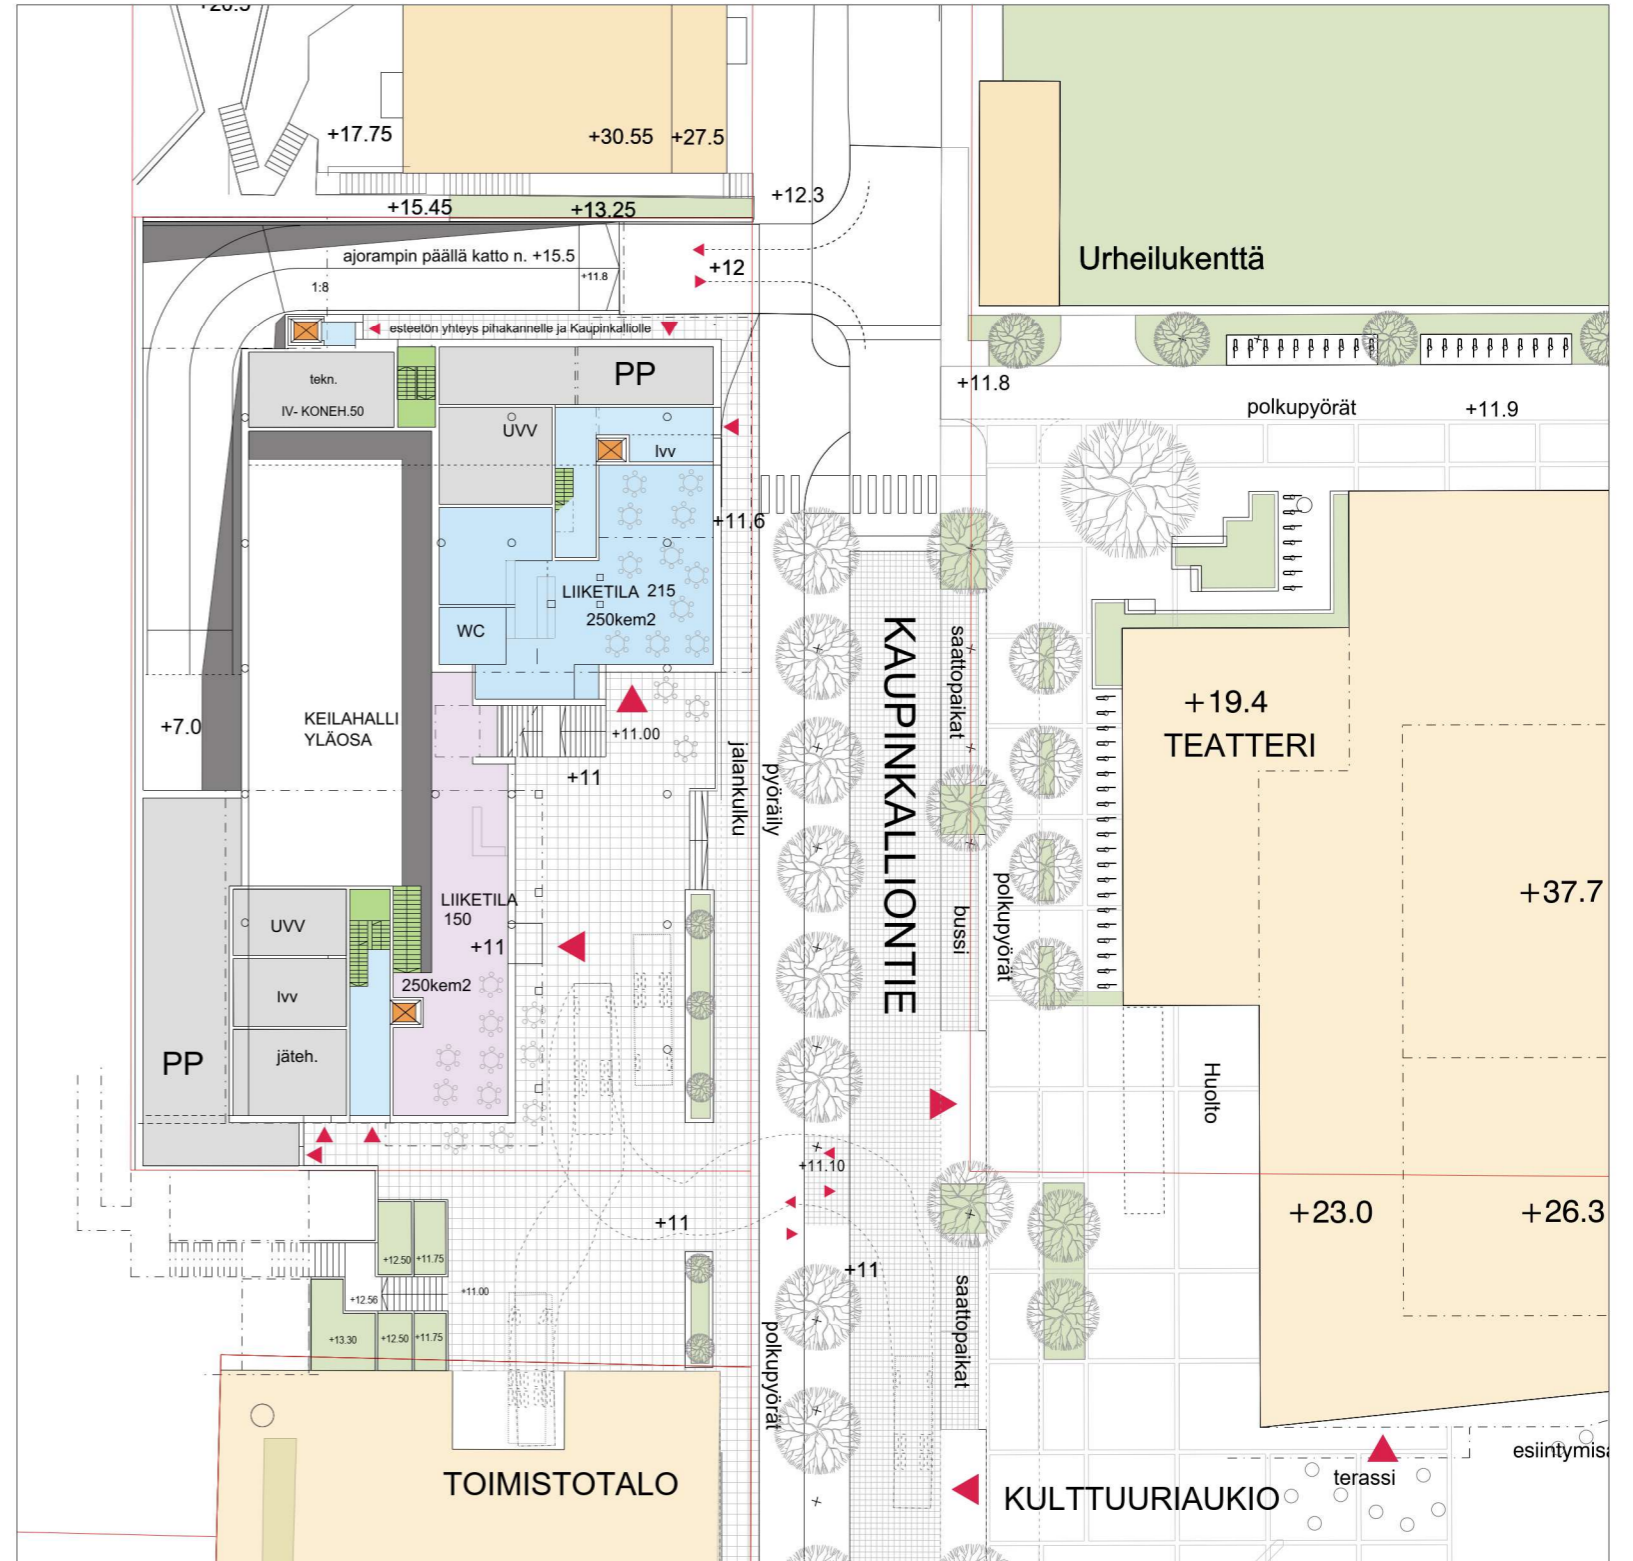 +17.75
+30.55
+27.5
+12.3
+15.45
+13.25
ajorampin päällä katto n. +15.5
+12
+11.8
1:8
Urheilukenttä
esteetön yhteys pihakannelle ja Kaupinkalliolle
PP
tekn.
IV- KONEH.50
+11.8
polkupyörät
+11.9
UVV
Ivv
+11.6
LIIKETILA 215
250kem2
WC
KAUPINKALLIONTIE
saattopaikat
+19.4
TEATTERI
KEILAHALLI
YLÄOSA
+7.0
+11.00
+11
jalankulku
pyöräily
LIIKETILA
150
+11
250kem2
UVV
Ivv
jäteh.
PP
bussi
polkupyörät
+37.7
Huolto
+11.10
+11
+11
+23.0
+26.3
+12.50
+11.75
+12.56
+11.00
+13.30
+12.50
+11.75
polkupyörät
saattopaikat
TOIMISTOTALO
KULTTUURIAUKIO
terassi